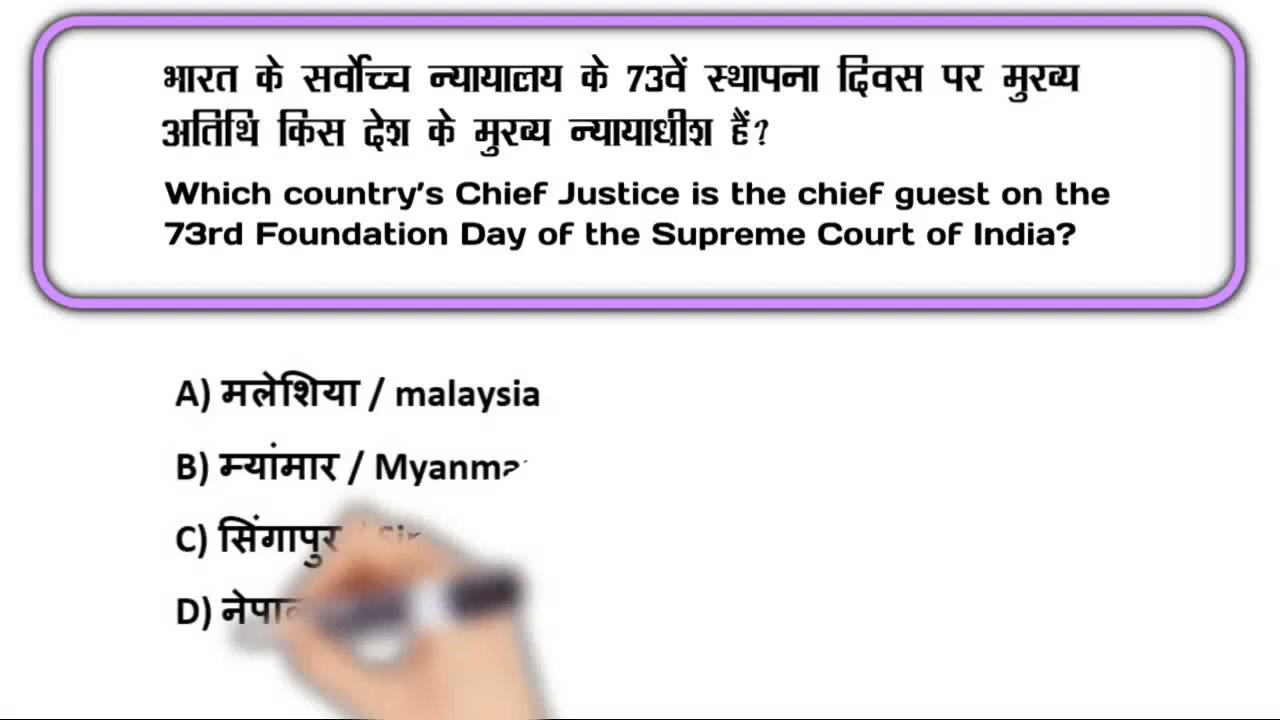 भारत के सर्वोच्च न्यायालय के 73वें स्थापना दिवस पर मुख्य
अतिथि किस देश के मुख्य न्यायाधीश हैं?
Which country's Chief Justice is the chief guest on the
73rd Foundation Day of the Supreme Court of India?
A) मलेशिया / malaysia
B) म्यांमार / Myanma
C) सिंगापुर
D)